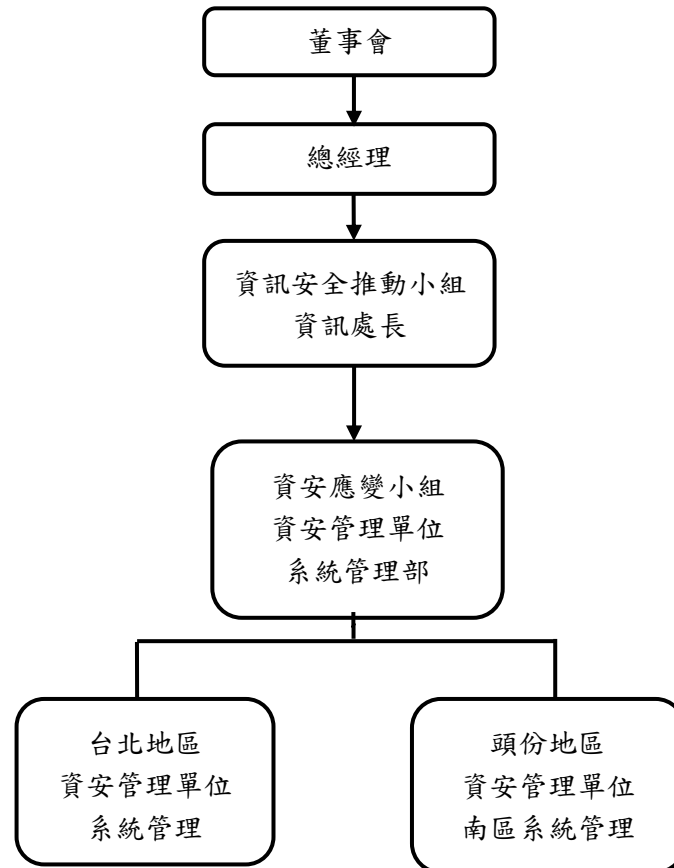 董事會
總經理
資訊安全推動小組
資訊處長
資安應變小組
資安管理單位
系統管理部
台北地區
資安管理單位
系統管理
頭份地區
資安管理單位
南區系統管理